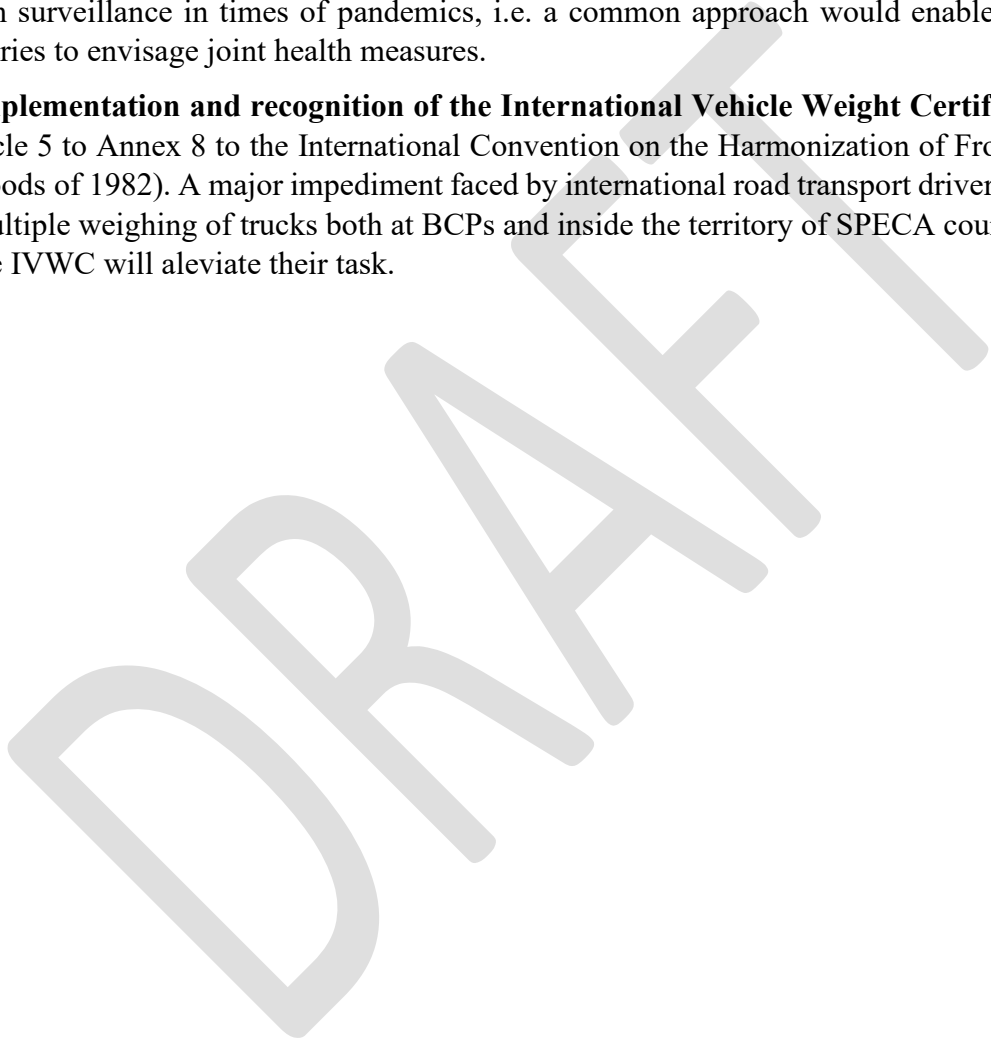 n surveillance in times of pandemics, i.e. a common approach would enable
ries to envisage joint health measures.
plementation and recognition of the International Vehicle Weight Certif
cle 5 to Annex 8 to the International Convention on the Harmonization of Fro
ods of 1982). A major impediment faced by international road transport driver
ultiple weighing of trucks both at BCPs and inside the territory of SPECA cou
e IVWC will aleviate their task.
DRAFT